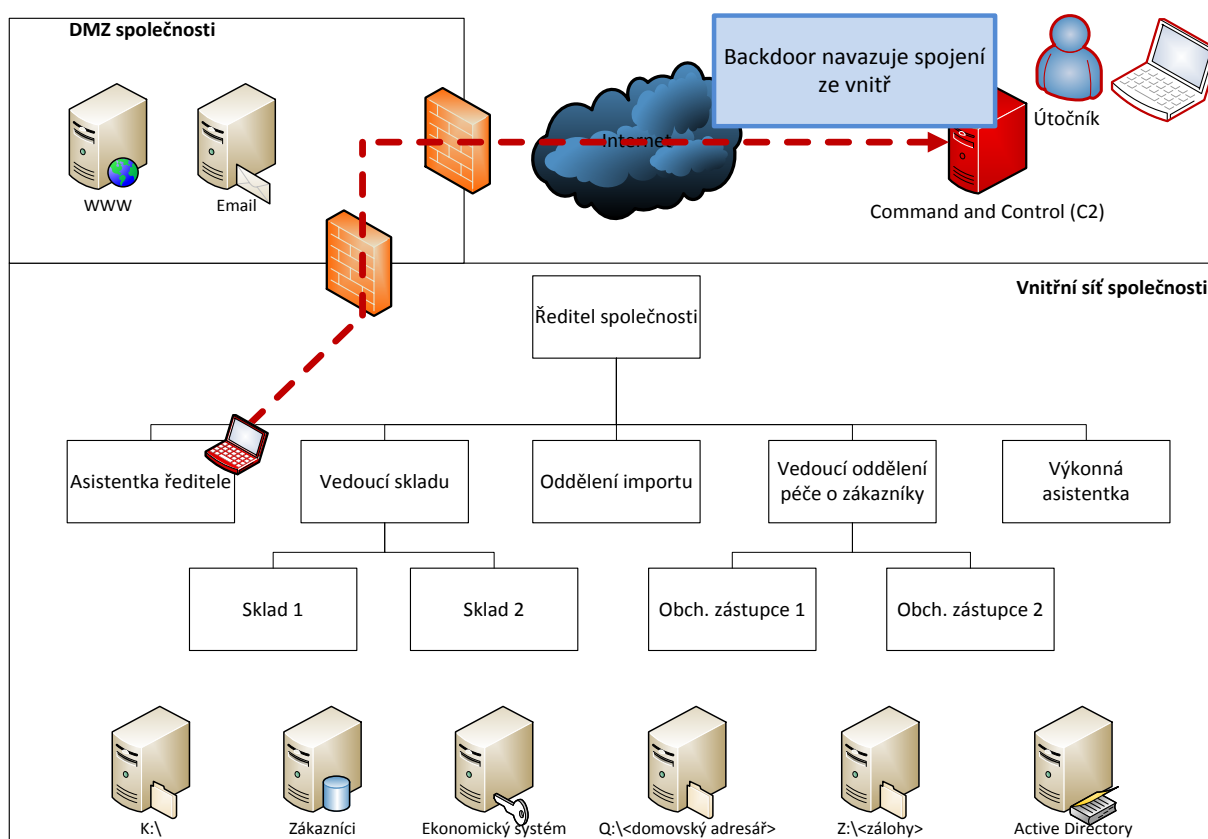 DMZ společnosti
Backdoor navazuje spojení
ze vnitř
Útočník
Internet
WWW
Email
Command and Control (C2)
Vnitřní síť společnosti
Ředitel společnosti
Asistentka ředitele
Vedoucí skladu
Oddělení importu
Vedoucí oddělení
péče o zákazníky
Výkonná
asistentka
Sklad 1
Sklad 2
Obch. zástupce 1
Obch. zástupce 2
K:\
Zákazníci
Ekonomický systém
Q:\<domovský adresář>
Z:\<zálohy>
Active Directory